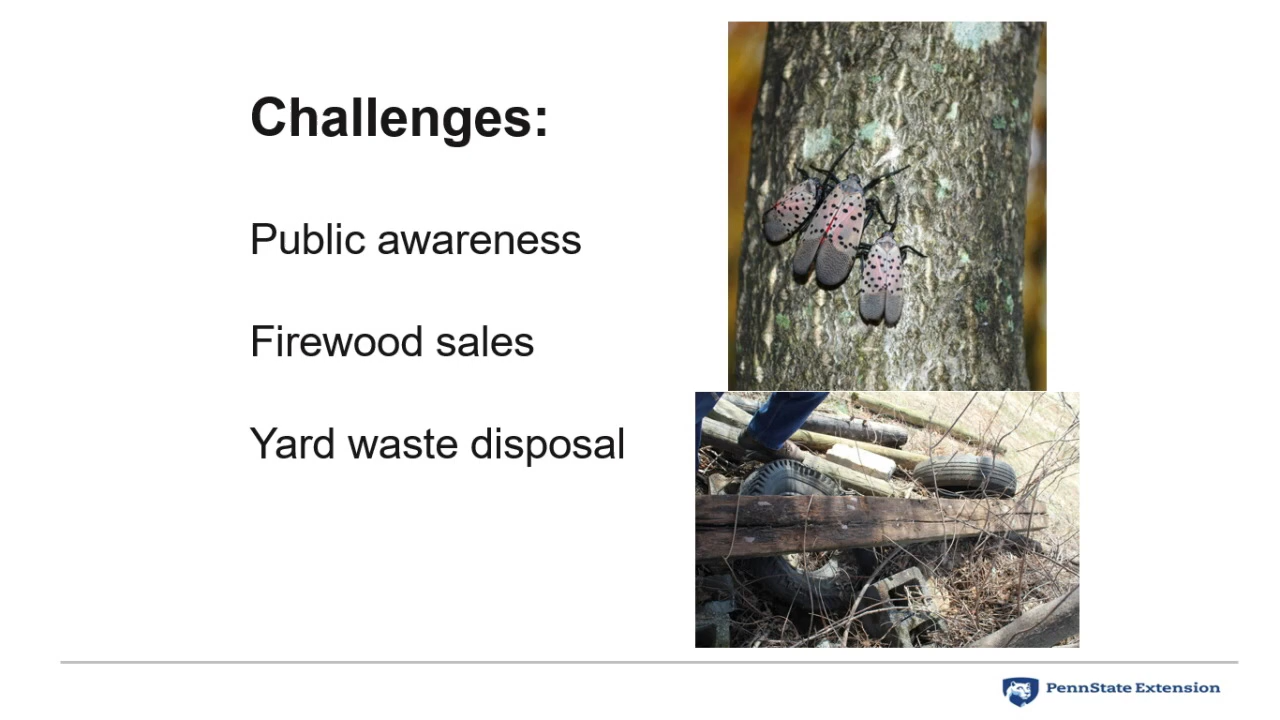 Challenges:
Public awareness
Firewood sales
Yard waste disposal
PennState Extension